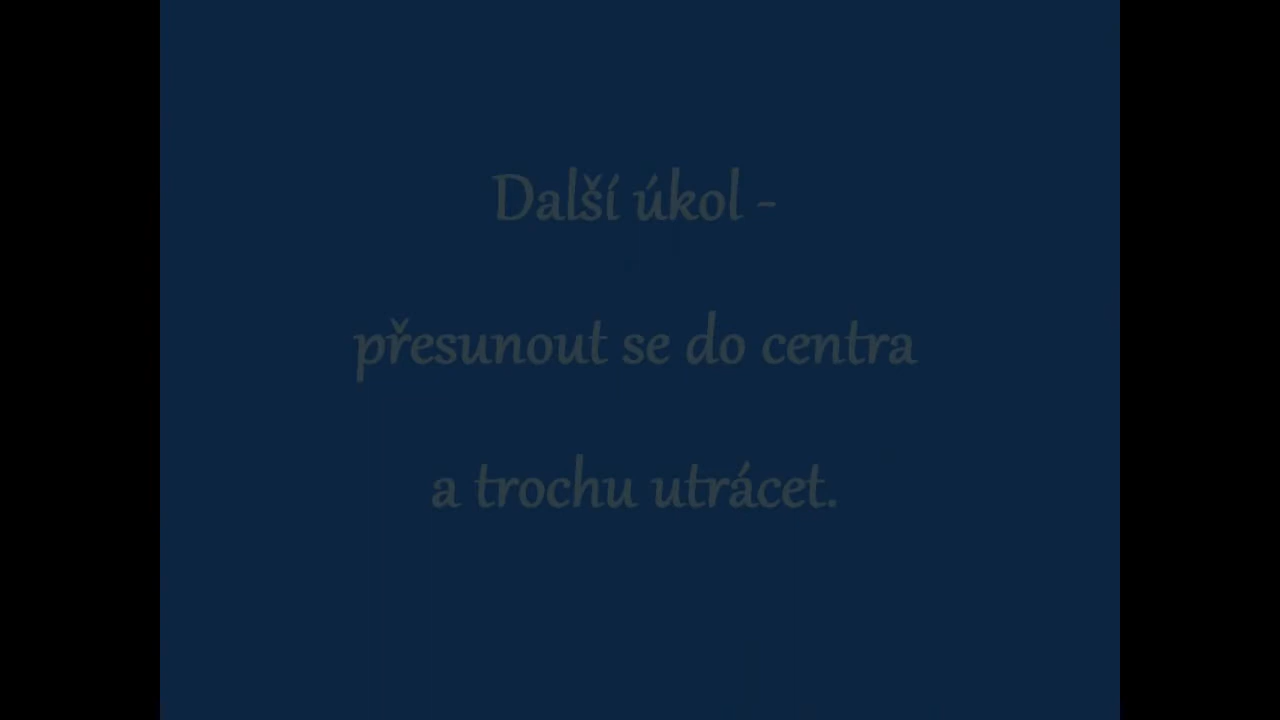 Další úkol -
přesunout se do centra
a trochu utrácet.